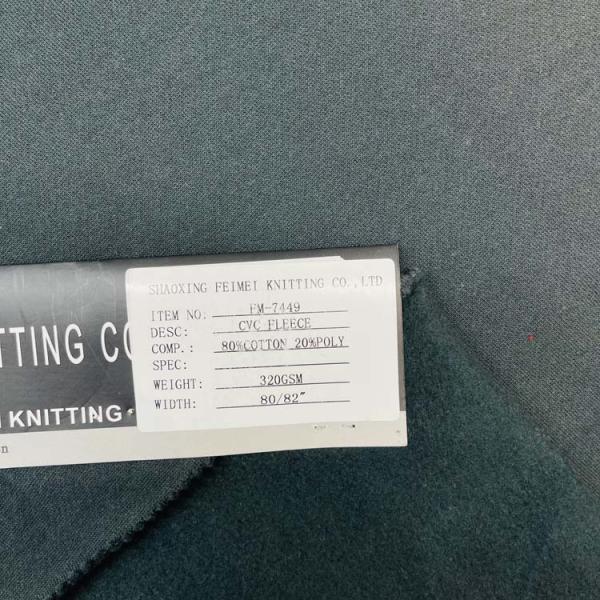 SHAOXING FEIMEI KNITTING CO.,LTD
ITEM NO: FM-7449
DESC: CVC FLEECE
COMP.: 80%COTTON 20%POLY
SPEC:
WEIGHT: 320GSM
WIDTH: 80/82"
TTING CO
I KNITTING
n